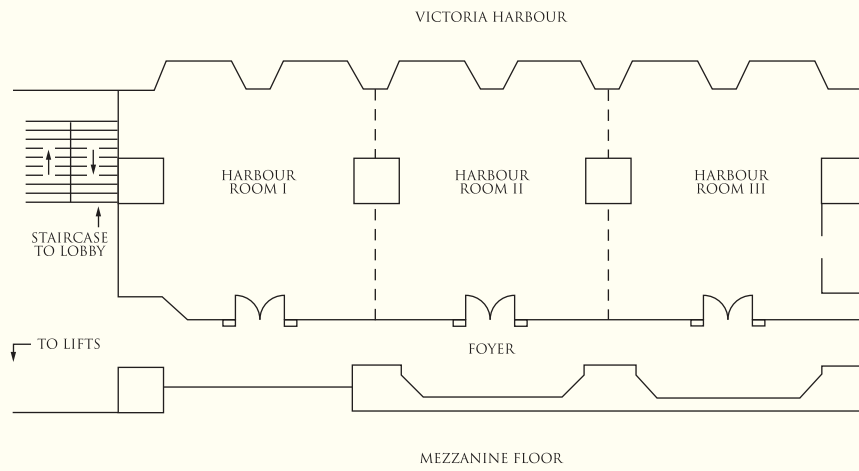 VICTORIA HARBOUR
HARBOUR
ROOM I
HARBOUR
ROOM II
HARBOUR
ROOM III
STAIRCASE
TO LOBBY
TO LIFTS
FOYER
MEZZANINE FLOOR